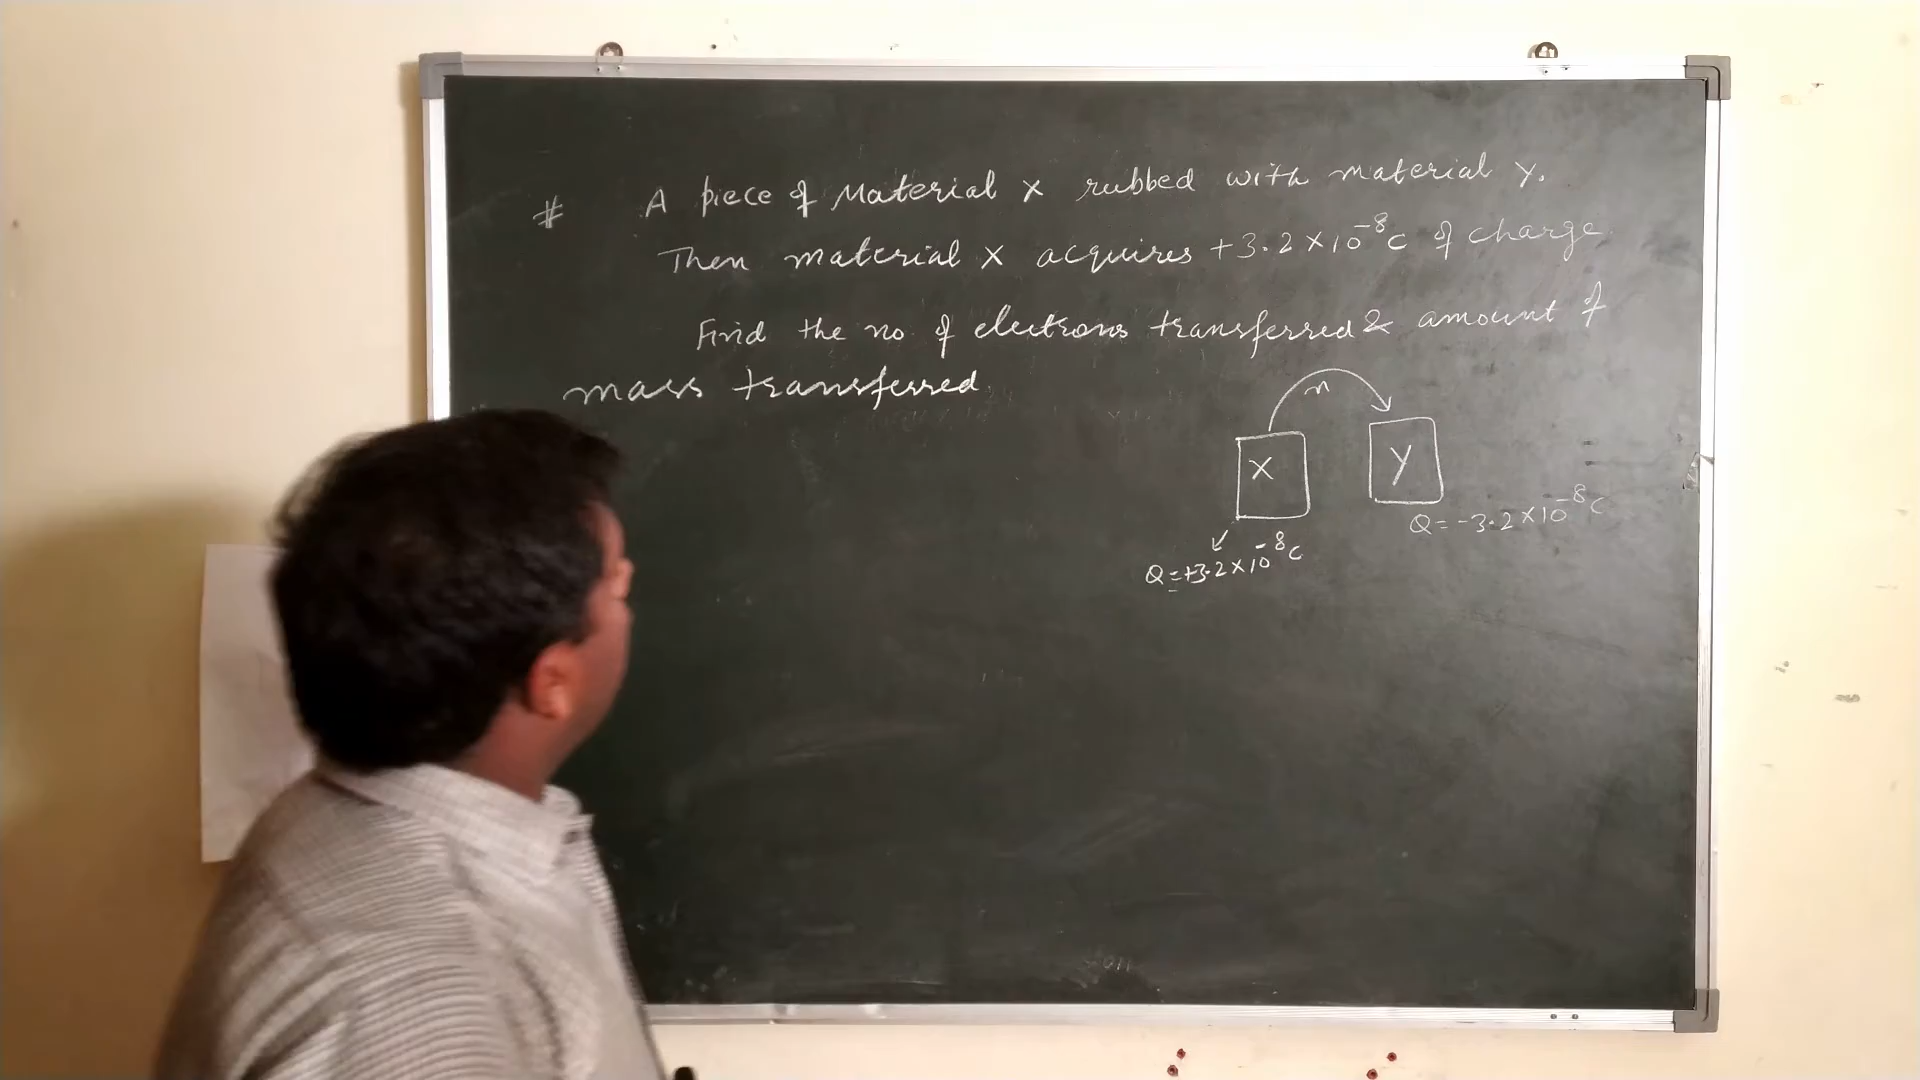 # A piece of Material X rubbed with material Y.
Then material X acquires +3.2×10⁻⁸C of charge
Find the no of electrons transferred & amount of
mass transferred
n
X Y
Q=-3.2×10⁻⁸C
Q=+3.2×10⁻⁸C